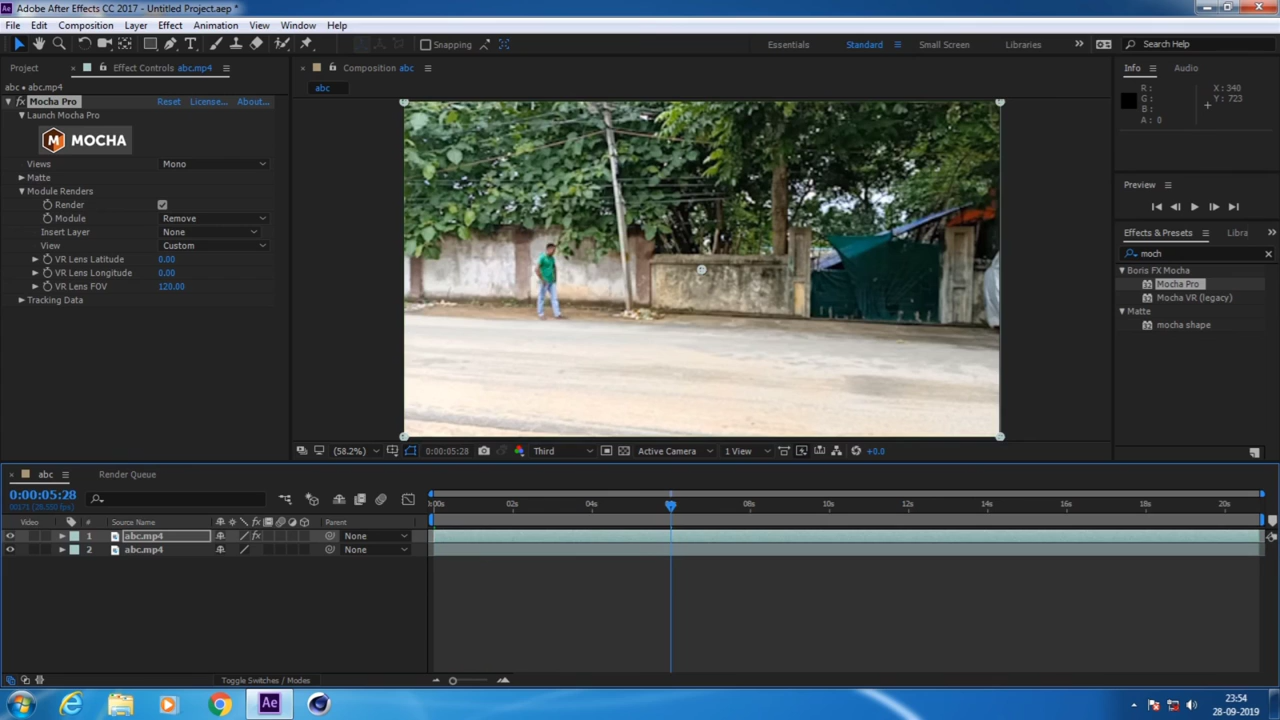 Adobe After Effects CC 2017 - Untitled Project.aep *
File Edit Composition Layer Effect Animation View Window Help
Snapping Essentials Standard Small Screen Libraries Search Help
Project Effect Controls abc.mp4 Composition abc Info Audio
abc • abc.mp4 abc
R: G: B: A: 0 X: 340 Y: 723
fx Mocha Pro Reset License... About...
Launch Mocha Pro
M MOCHA
Views Mono
Matte
Module Renders
Render
Module Remove
Insert Layer None
View Custom
VR Lens Latitude 0.00
VR Lens Longitude 0.00
VR Lens FOV 120.00
Tracking Data
Preview
Effects & Presets Libra
moch
Boris FX Mocha
Mocha Pro
Mocha VR (legacy)
Matte
mocha shape
(58.2%) 0:00:05:28 Third Active Camera 1 View +0.0
abc Render Queue
0:00:05:28
Video # Source Name fx Parent
1 abc.mp4 fx None
2 abc.mp4 None
02s 04s 08s 10s 12s 14s 16s 18s 20s
Toggle Switches / Modes
Ae
23:54
28-09-2019